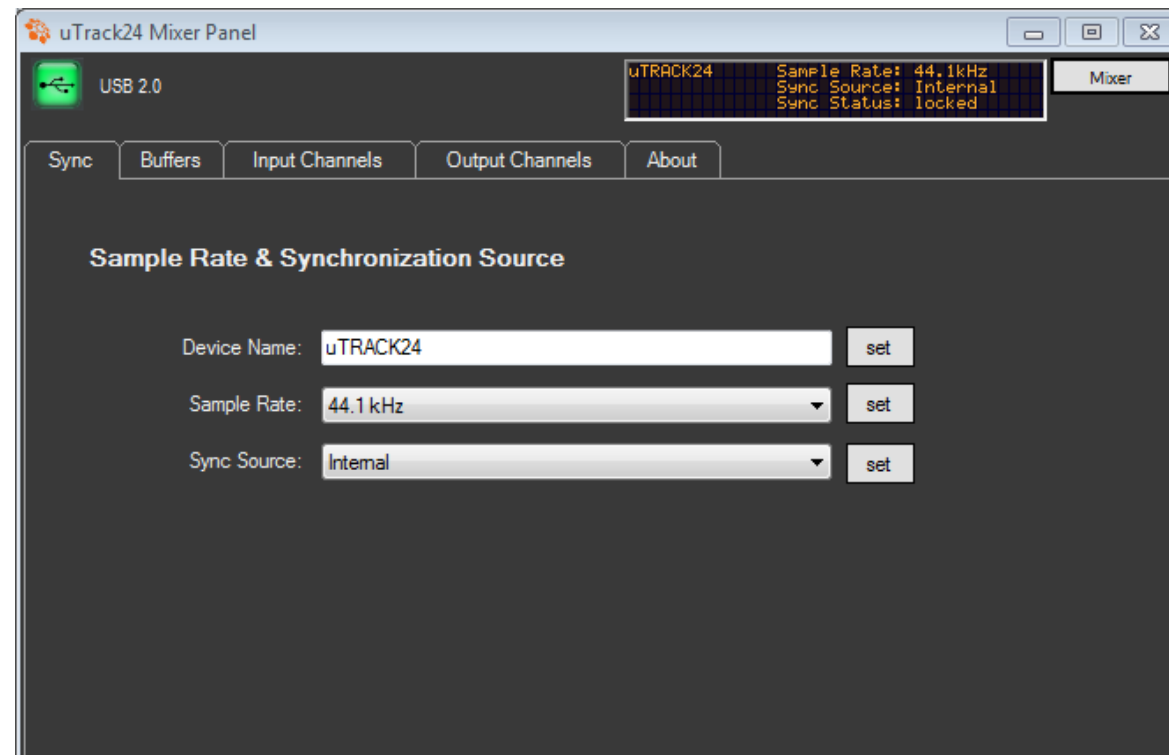 uTrack24 Mixer Panel
USB 2.0
uTRACK24 Sample Rate: 44.1kHz
Sync Source: Internal
Sync Status: locked
Mixer
Sync Buffers Input Channels Output Channels About
Sample Rate & Synchronization Source
Device Name: uTRACK24 set
Sample Rate: 44.1 kHz set
Sync Source: Internal set